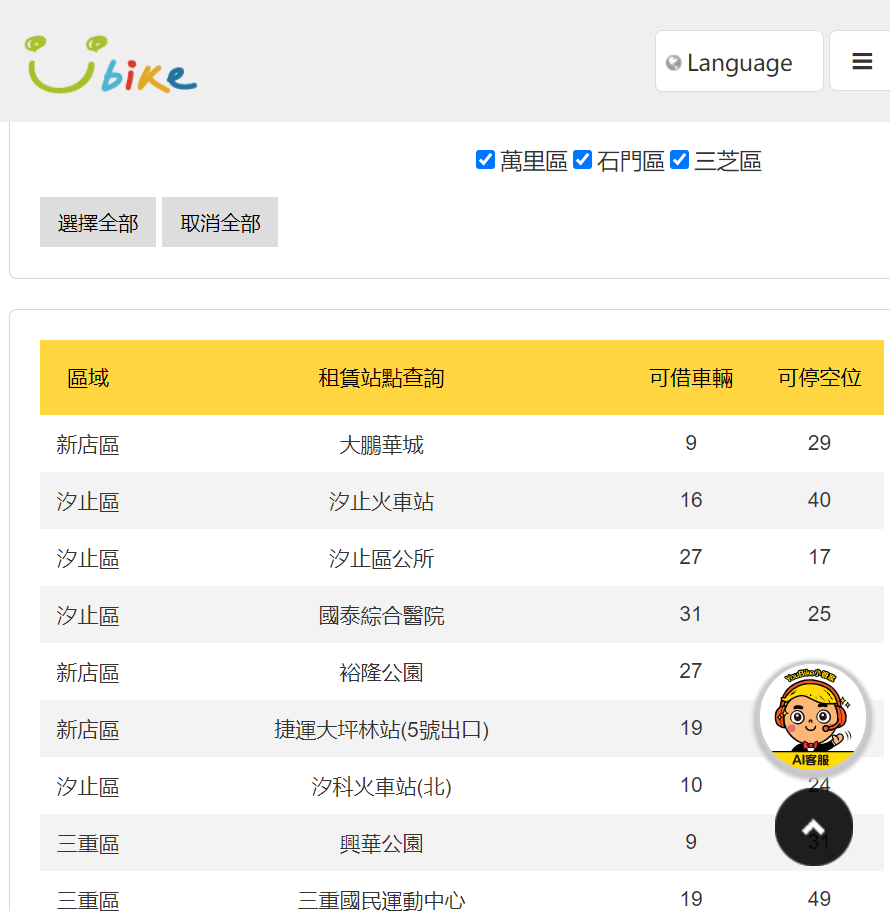 Ubike
Language
萬里區 石門區 三芝區
選擇全部 取消全部
區域 租賃站點查詢 可借車輛 可停空位
新店區 大鵬華城 9 29
汐止區 汐止火車站 16 40
汐止區 汐止區公所 27 17
汐止區 國泰綜合醫院 31 25
新店區 裕隆公園 27
YouBike小管家
新店區 捷運大坪林站(5號出口) 19
AI客服
汐止區 汐科火車站(北) 10 24
三重區 興華公園 9 31
三重區 三重國民運動中心 19 49